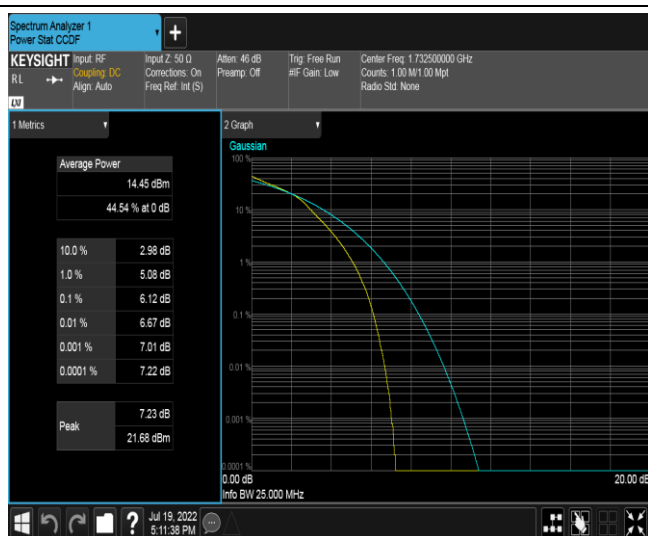 Spectrum Analyzer 1
Power Stat CCDF
+
KEYSIGHT
RL
LXI
Input: RF
Coupling: DC
Align: Auto
Input Z: 50 Ω
Corrections: On
Freq Ref: Int (S)
Atten: 46 dB
Preamp: Off
Trig: Free Run
#IF Gain: Low
Center Freq: 1.732500000 GHz
Counts: 1.00 M/1.00 Mpt
Radio Std: None
1 Metrics
Average Power
14.45 dBm
44.54 % at 0 dB
10.0 % 2.98 dB
1.0 % 5.08 dB
0.1 % 6.12 dB
0.01 % 6.67 dB
0.001 % 7.01 dB
0.0001 % 7.22 dB
Peak
7.23 dB
21.68 dBm
2 Graph
Gaussian
100 %
10 %
1 %
0.1 %
0.01 %
0.001 %
0.0001 %
0.00 dB
20.00 dB
Info BW 25.000 MHz
?
Jul 19, 2022
5:11:38 PM